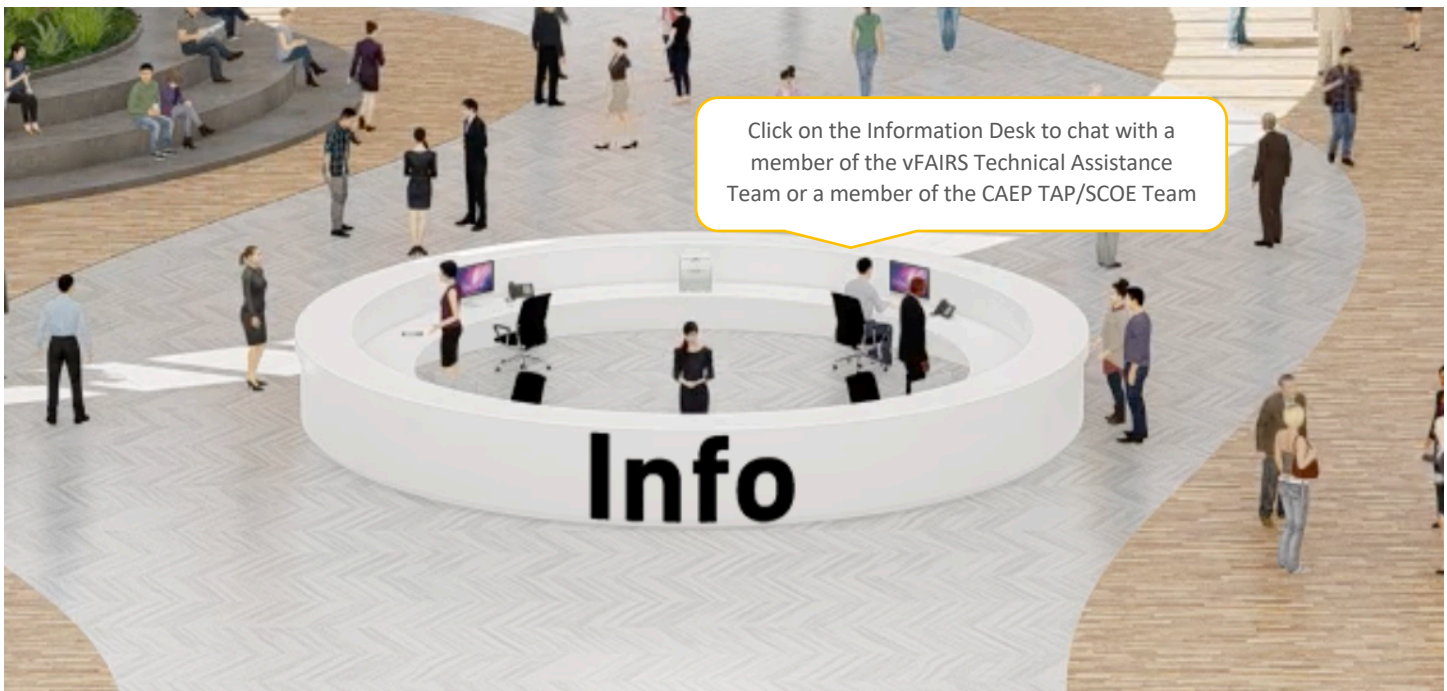 Click on the Information Desk to chat with a
member of the vFAIRS Technical Assistance
Team or a member of the CAEP TAP/SCOE Team
Info